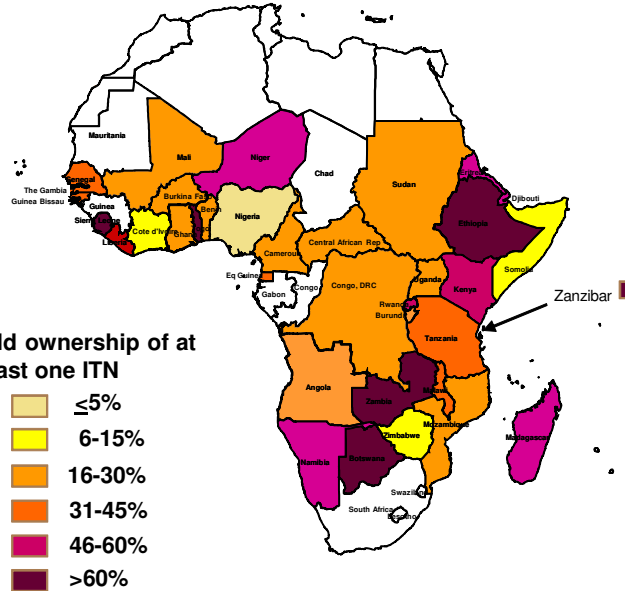 Mauritania
Mali
Niger
Chad
Sudan
Eritrea
Djibouti
Senegal
The Gambia
Guinea Bissau
Guinea
Burkina Faso
Benin
Nigeria
Ethiopia
Cote d'Ivoire
Ghana
Liberia
Cameroun
Central African Rep
Somolia
Eq Guinea
Gabon
Congo
Congo, DRC
Uganda
Kenya
Rwanda
Burundi
Zanzibar
Tanzania
Angola
Zambia
Malawi
Mozambique
Zimbabwe
Madagascar
Namibia
Botswana
Swaziland
South Africa
Lesotho
ld ownership of at
ast one ITN
≤5%
6-15%
16-30%
31-45%
46-60%
>60%